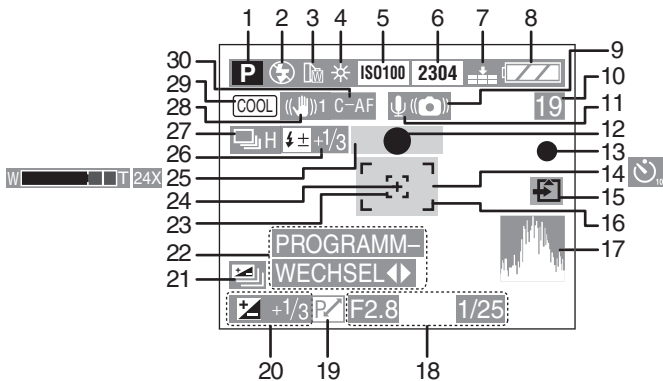 1 2 3 4 5 6 7 8
30 P ISO100 2304 9
29 COOL 1 C-AF 19 10
28 11
27 H ± +1/3 12
26 13
W T 24X 25 14 10
24 15
23 16
22 PROGRAMM- 17
21 WECHSEL
+1/3 P F2.8 1/25
20 19 18